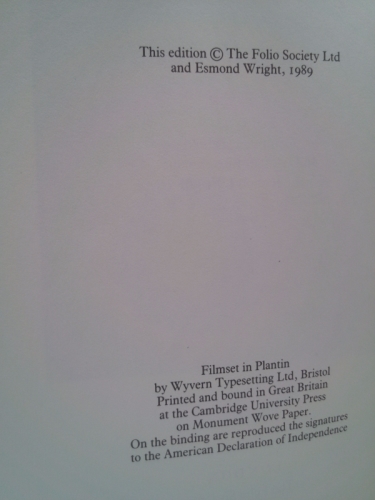 This edition © The Folio Society Ltd
and Esmond Wright, 1989
Filmset in Plantin
by Wyvern Typesetting Ltd, Bristol
Printed and bound in Great Britain
at the Cambridge University Press
on Monument Wove Paper.
On the binding are reproduced the signatures
to the American Declaration of Independence